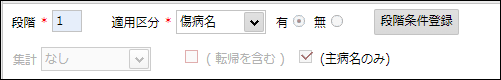 段階 * 1 適用区分 * 傷病名 有 無 段階条件登録
集計 なし (転帰を含む) (主病名のみ)